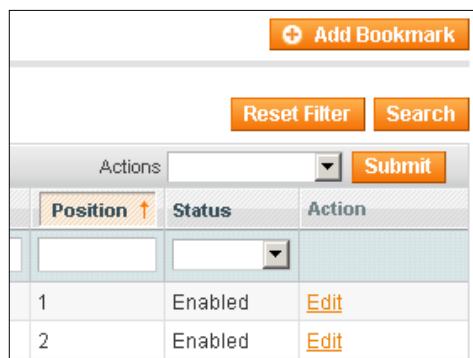 Add Bookmark
Reset Filter Search
Actions Submit
Position ↑ Status Action
1 Enabled Edit
2 Enabled Edit